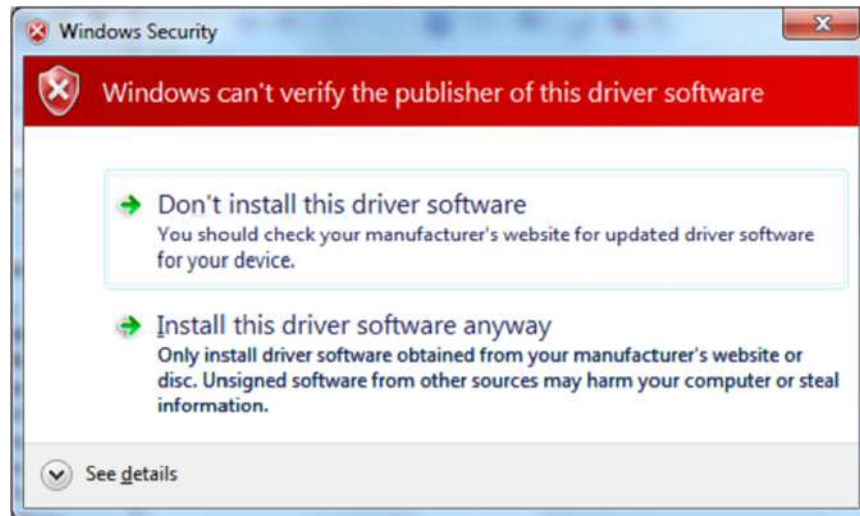 Windows Security
Windows can't verify the publisher of this driver software
Don't install this driver software
You should check your manufacturer's website for updated driver software
for your device.
Install this driver software anyway
Only install driver software obtained from your manufacturer's website or
disc. Unsigned software from other sources may harm your computer or steal
information.
See details